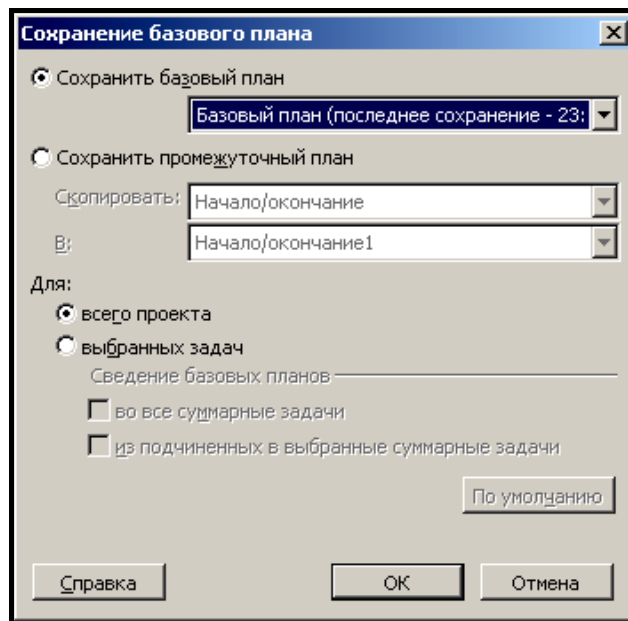 Сохранение базового плана
Сохранить базовый план
Базовый план (последнее сохранение - 23:
Сохранить промежуточный план
Скопировать: Начало/окончание
В: Начало/окончание1
Для:
всего проекта
выбранных задач
Сведение базовых планов
во все суммарные задачи
из подчиненных в выбранные суммарные задачи
По умолчанию
Справка ОК Отмена